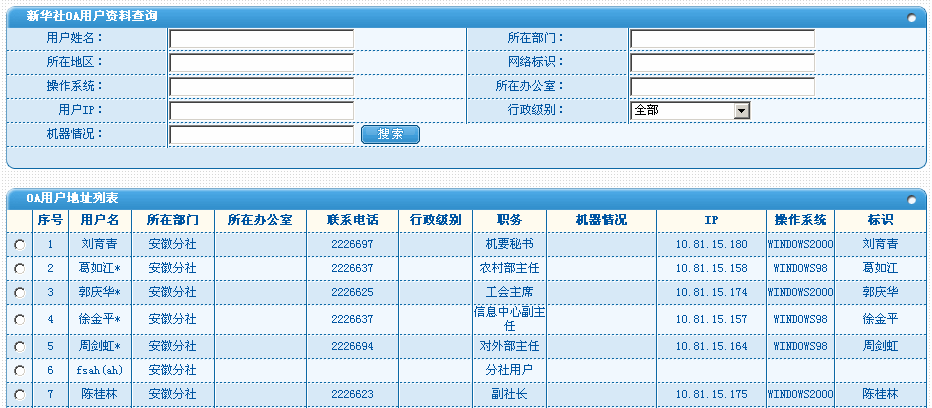 新华社OA用户资料查询
用户姓名： 所在部门：
所在地区： 网络标识：
操作系统： 所在办公室：
用户IP： 行政级别： 全部
机器情况： 搜索
OA用户地址列表
序号 用户名 所在部门 所在办公室 联系电话 行政级别 职务 机器情况 IP 操作系统 标识
1 刘育青 安徽分社 2226697 机要秘书 10.81.15.180 WINDOWS2000 刘育青
2 葛如江* 安徽分社 2226637 农村部主任 10.81.15.158 WINDOWS98 葛如江
3 郭庆华* 安徽分社 2226625 工会主席 10.81.15.174 WINDOWS2000 郭庆华
4 徐金平* 安徽分社 2226637 信息中心副主任 10.81.15.157 WINDOWS98 徐金平
5 周剑虹* 安徽分社 2226694 对外部主任 10.81.15.164 WINDOWS98 周剑虹
6 fsah(ah) 安徽分社 分社用户
7 陈桂林 安徽分社 2226623 副社长 10.81.15.175 WINDOWS2000 陈桂林